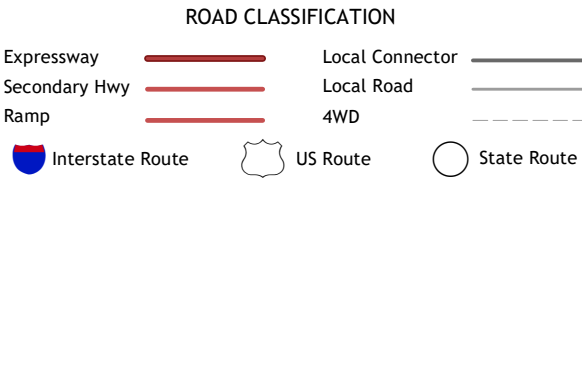 ROAD CLASSIFICATION
Expressway
Local Connector
Secondary Hwy
Local Road
Ramp
4WD
Interstate Route
US Route
State Route